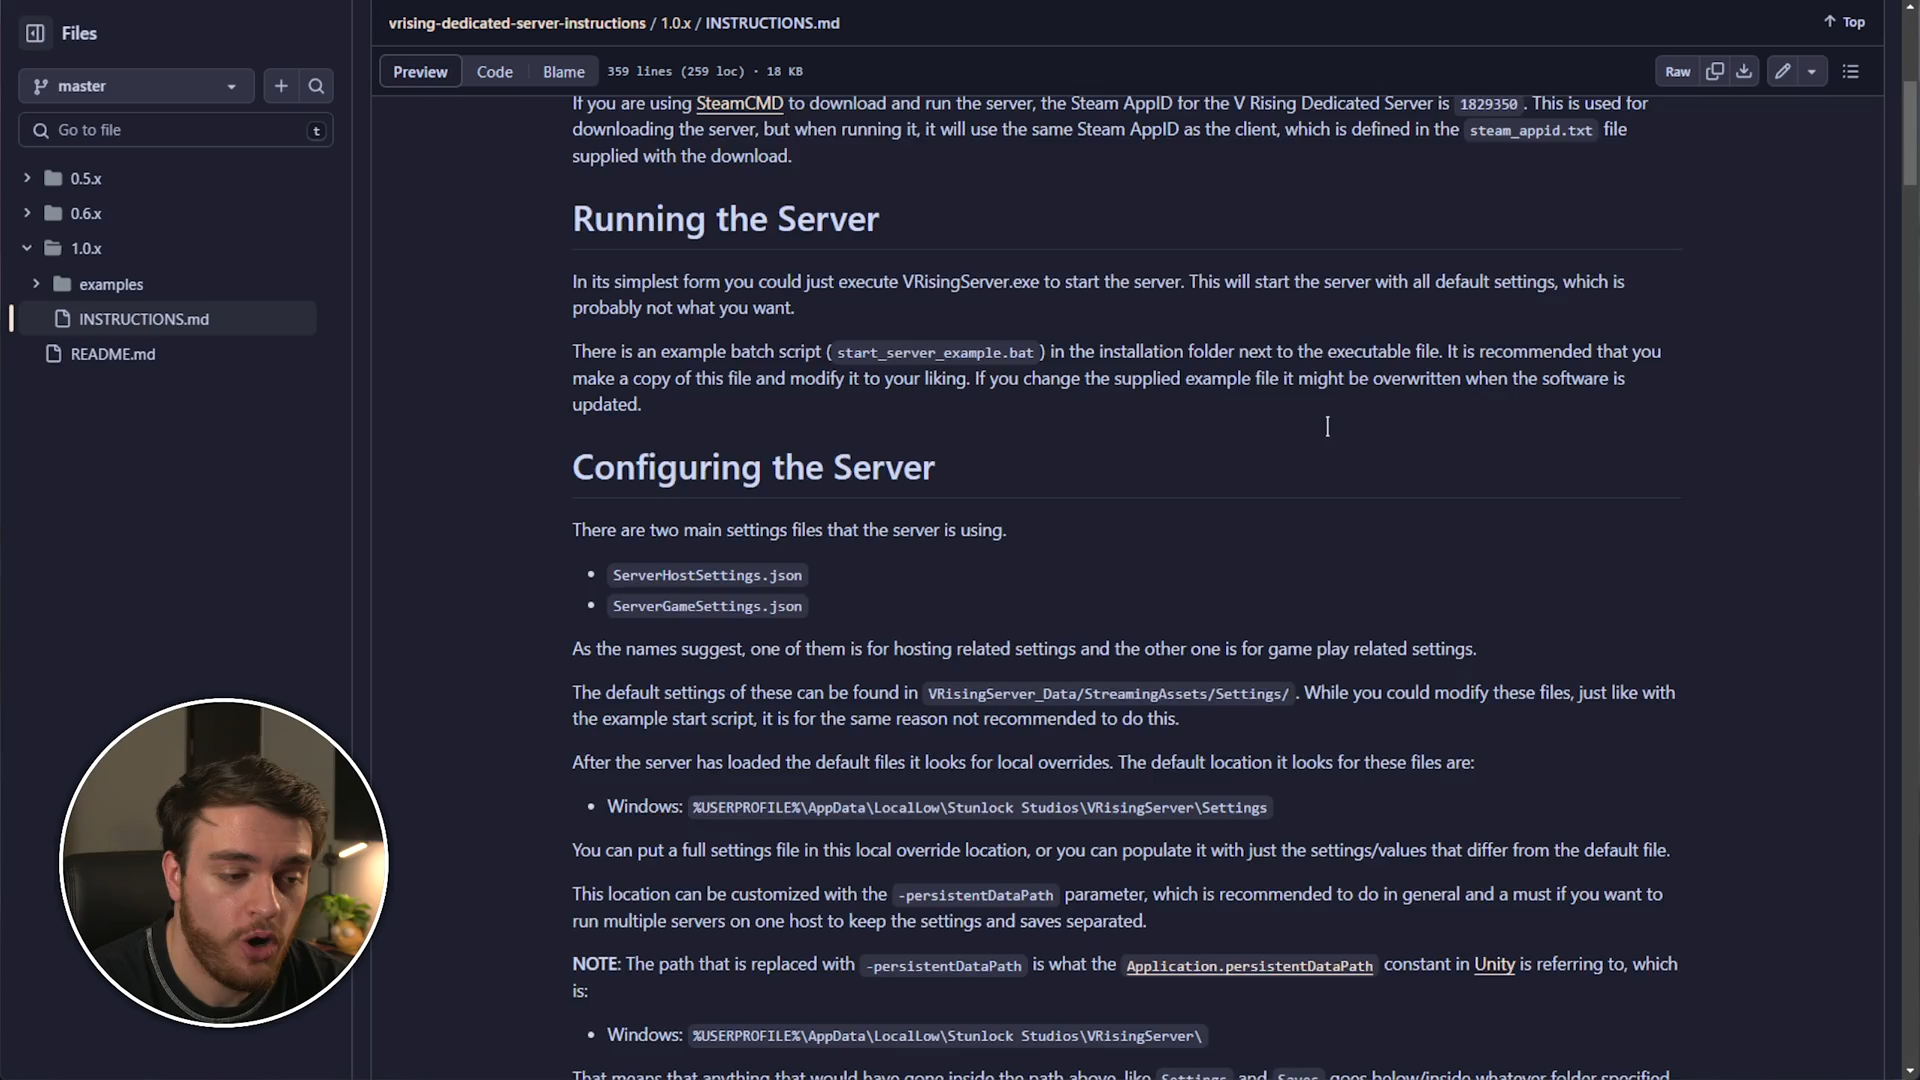 Files
master
Go to file
t
0.5.x
0.6.x
1.0.x
examples
INSTRUCTIONS.md
README.md
vrising-dedicated-server-instructions / 1.0.x / INSTRUCTIONS.md
Top
Preview
Code
Blame
359 lines (259 loc) · 18 KB
Raw
If you are using SteamCMD to download and run the server, the Steam AppID for the V Rising Dedicated Server is 1829350 . This is used for
downloading the server, but when running it, it will use the same Steam AppID as the client, which is defined in the steam_appid.txt file
supplied with the download.
Running the Server
In its simplest form you could just execute VRisingServer.exe to start the server. This will start the server with all default settings, which is
probably not what you want.
There is an example batch script ( start_server_example.bat ) in the installation folder next to the executable file. It is recommended that you
make a copy of this file and modify it to your liking. If you change the supplied example file it might be overwritten when the software is
updated.
Configuring the Server
There are two main settings files that the server is using.
• ServerHostSettings.json
• ServerGameSettings.json
As the names suggest, one of them is for hosting related settings and the other one is for game play related settings.
The default settings of these can be found in VRisingServer_Data/StreamingAssets/Settings/ . While you could modify these files, just like with
the example start script, it is for the same reason not recommended to do this.
After the server has loaded the default files it looks for local overrides. The default location it looks for these files are:
• Windows: %USERPROFILE%\AppData\LocalLow\Stunlock Studios\VRisingServer\Settings
You can put a full settings file in this local override location, or you can populate it with just the settings/values that differ from the default file.
This location can be customized with the -persistentDataPath parameter, which is recommended to do in general and a must if you want to
run multiple servers on one host to keep the settings and saves separated.
NOTE: The path that is replaced with -persistentDataPath is what the Application.persistentDataPath constant in Unity is referring to, which
is:
• Windows: %USERPROFILE%\AppData\LocalLow\Stunlock Studios\VRisingServer\
That means that anything that would have gone inside the path above, like Settings and Saves goes below/inside whatever folder specified